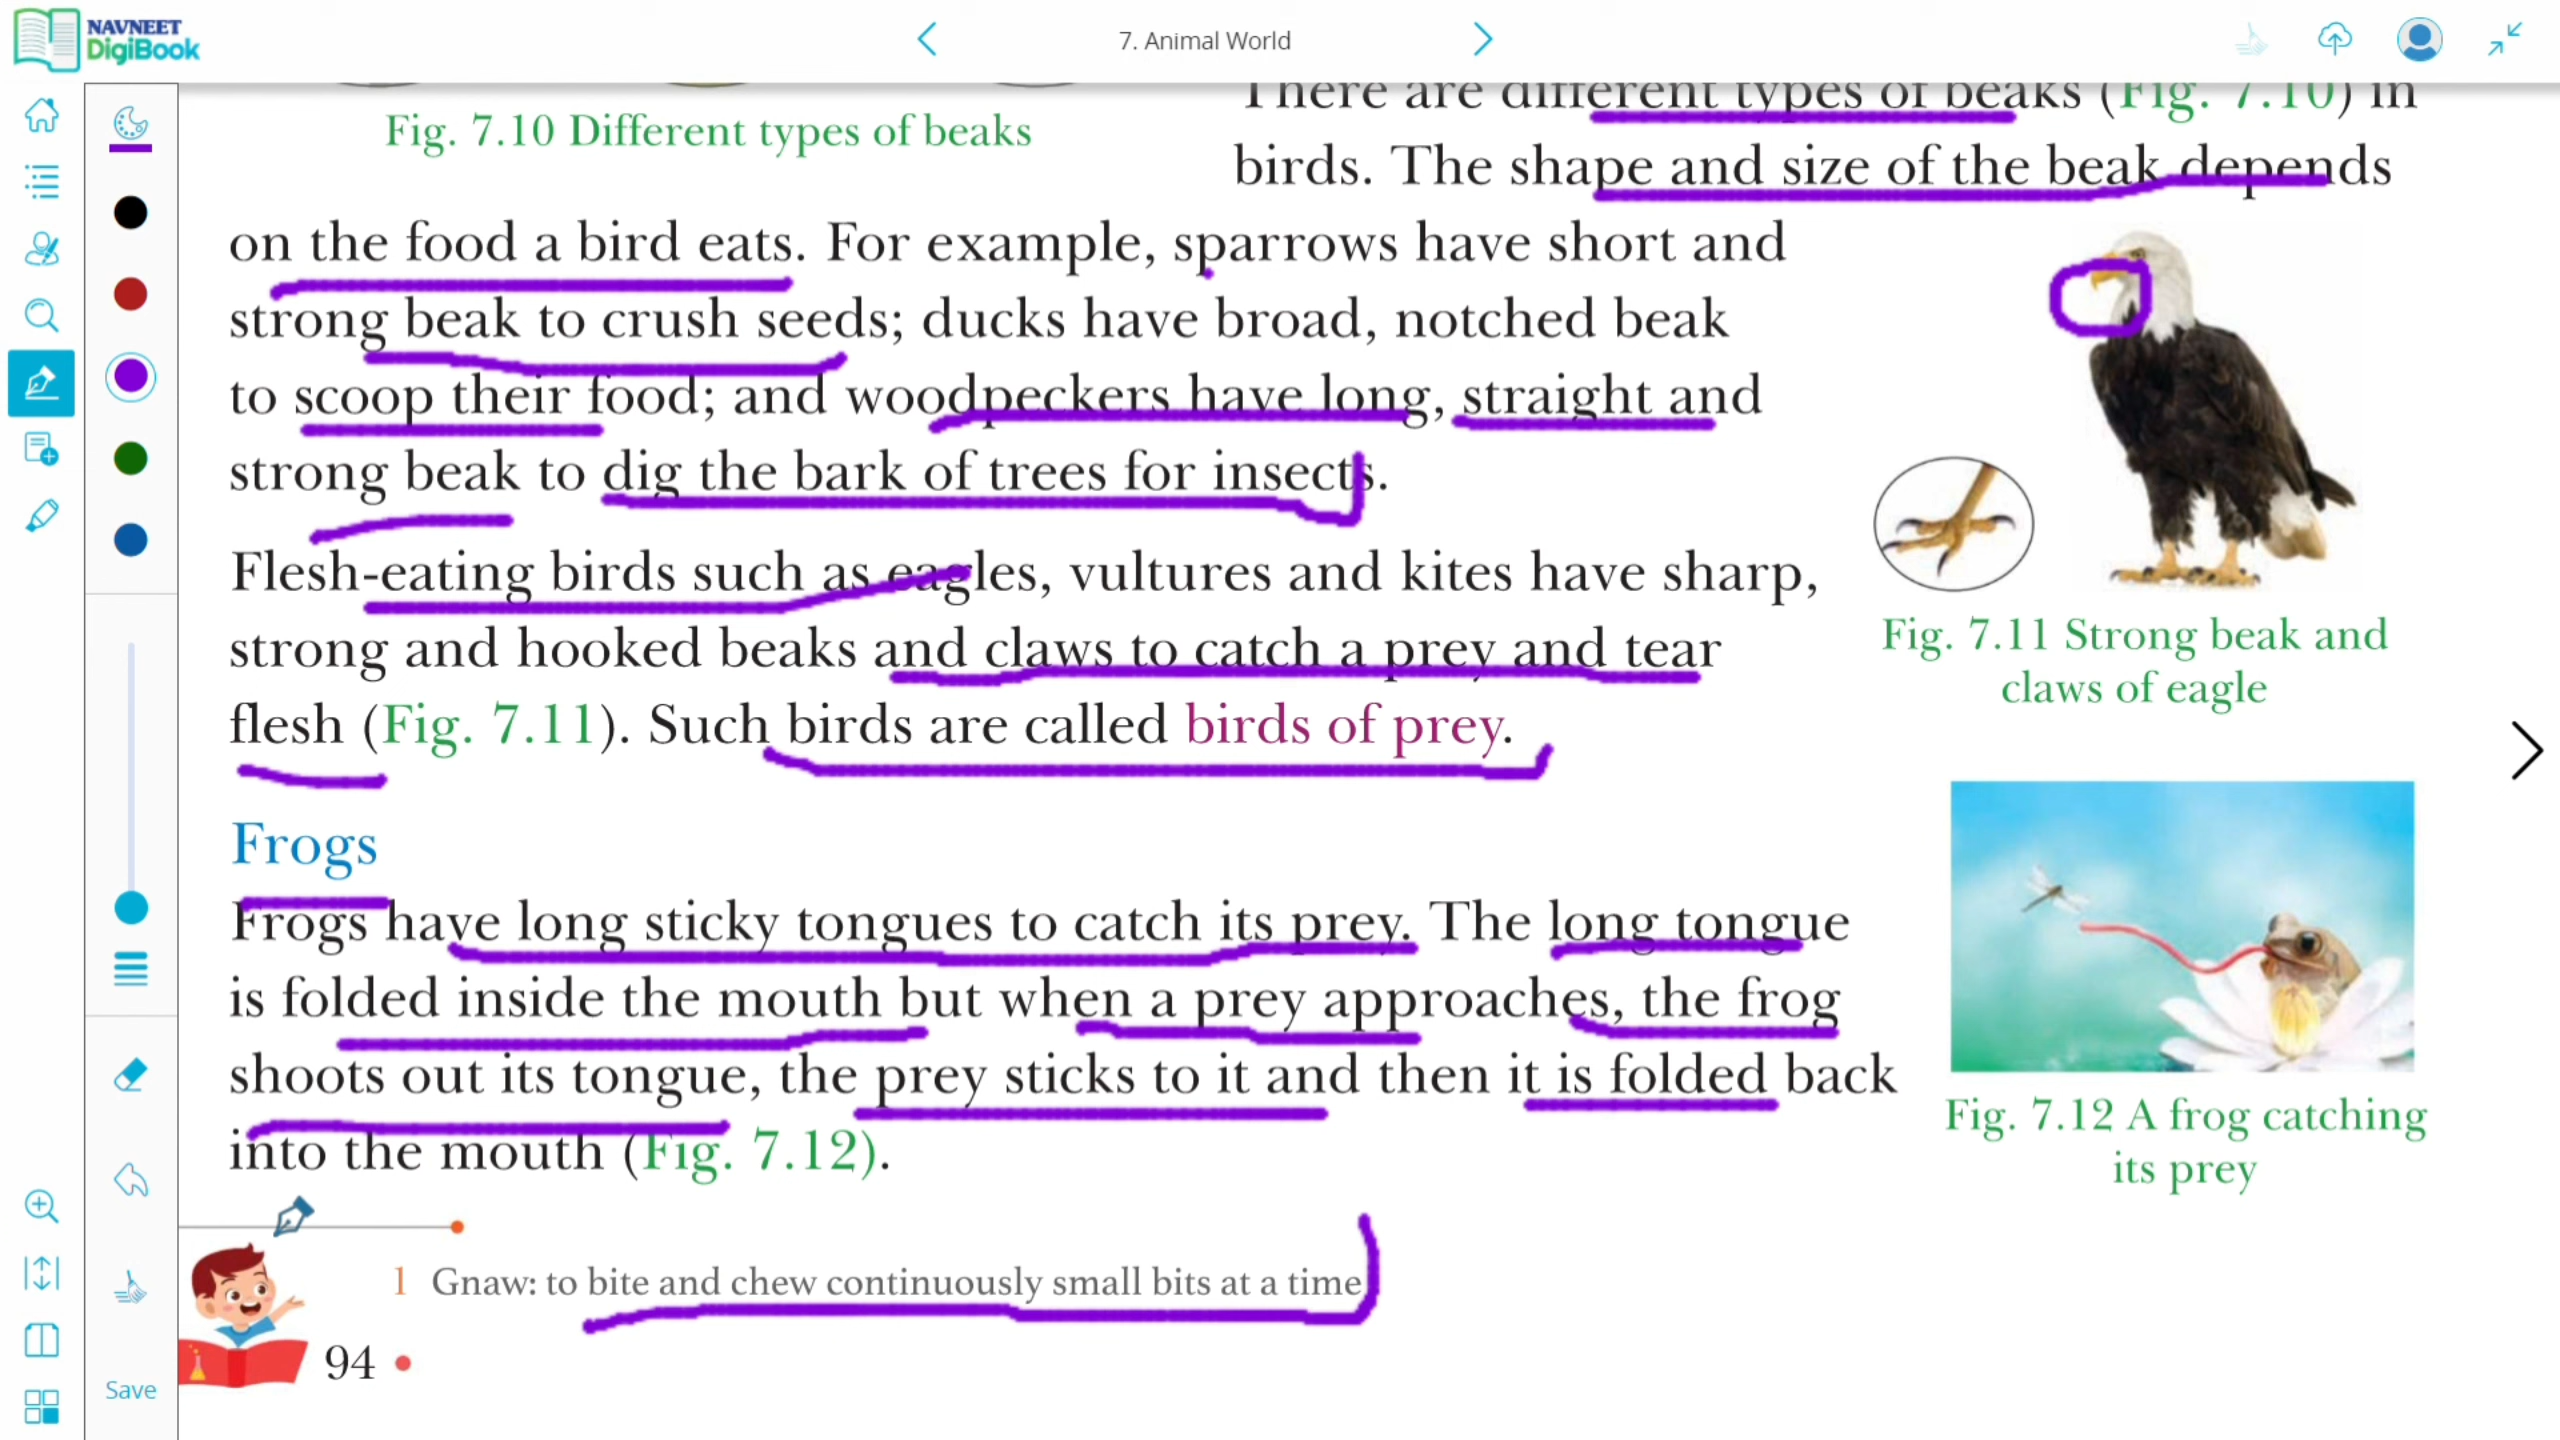 NAVNEET
DigiBook
7. Animal World
Fig. 7.10 Different types of beaks
There are different types of beaks (Fig. 7.10) in
birds. The shape and size of the beak depends
on the food a bird eats. For example, sparrows have short and
strong beak to crush seeds; ducks have broad, notched beak
to scoop their food; and woodpeckers have long, straight and
strong beak to dig the bark of trees for insects.
Flesh-eating birds such as eagles, vultures and kites have sharp,
strong and hooked beaks and claws to catch a prey and tear
flesh (Fig. 7.11). Such birds are called birds of prey.
Fig. 7.11 Strong beak and
claws of eagle
Frogs
Frogs have long sticky tongues to catch its prey. The long tongue
is folded inside the mouth but when a prey approaches, the frog
shoots out its tongue, the prey sticks to it and then it is folded back
into the mouth (Fig. 7.12).
Fig. 7.12 A frog catching
its prey
1 Gnaw: to bite and chew continuously small bits at a time
94
Save